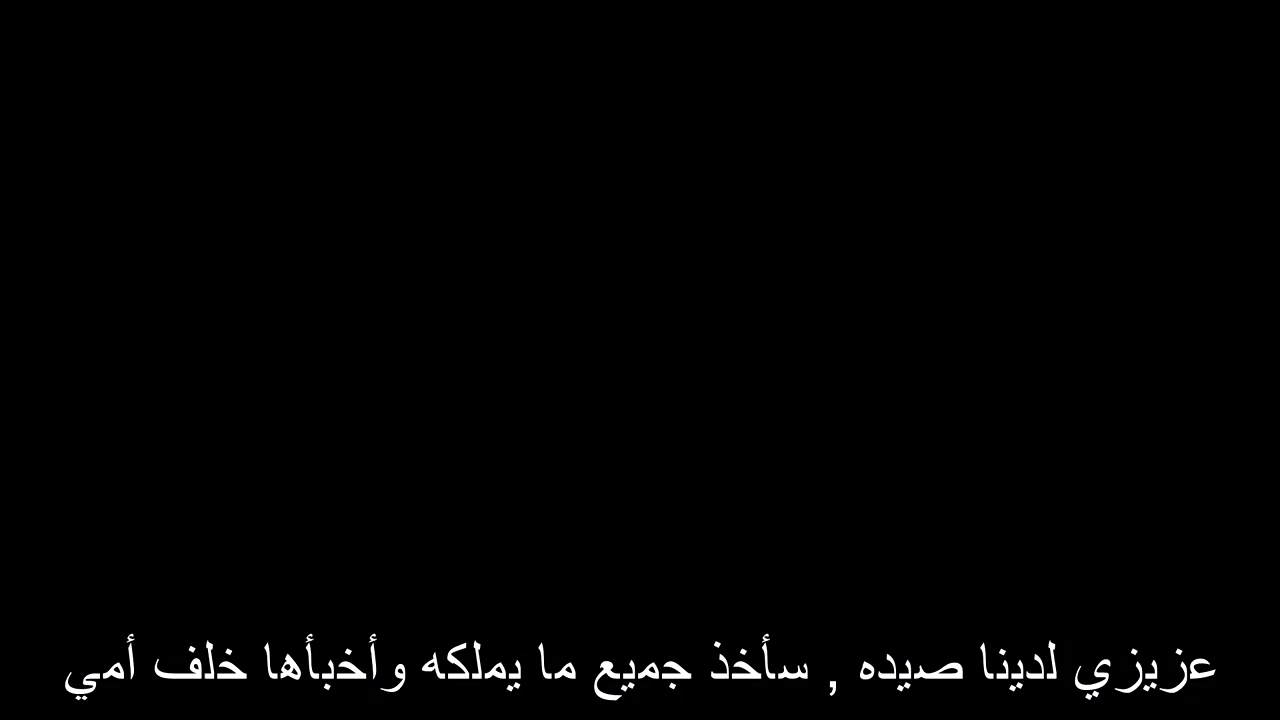 عزيزي لدينا صيده , سأخذ جميع ما يملكه وأخبأها خلف أمي